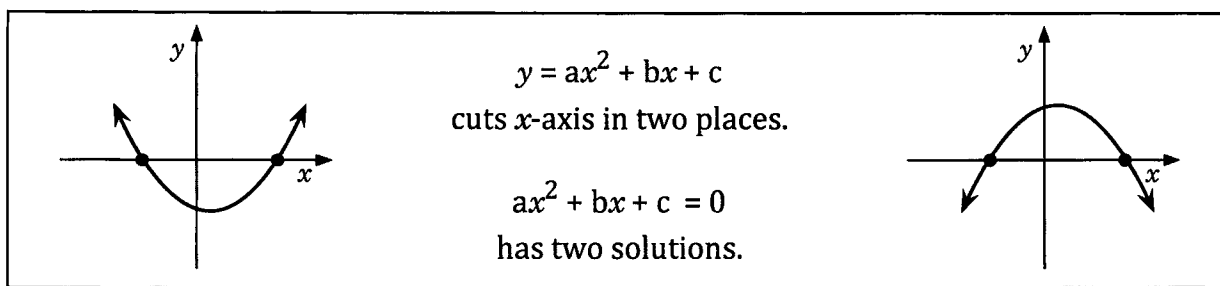 y
x
y = ax² + bx + c
cuts x-axis in two places.
ax² + bx + c = 0
has two solutions.
y
x